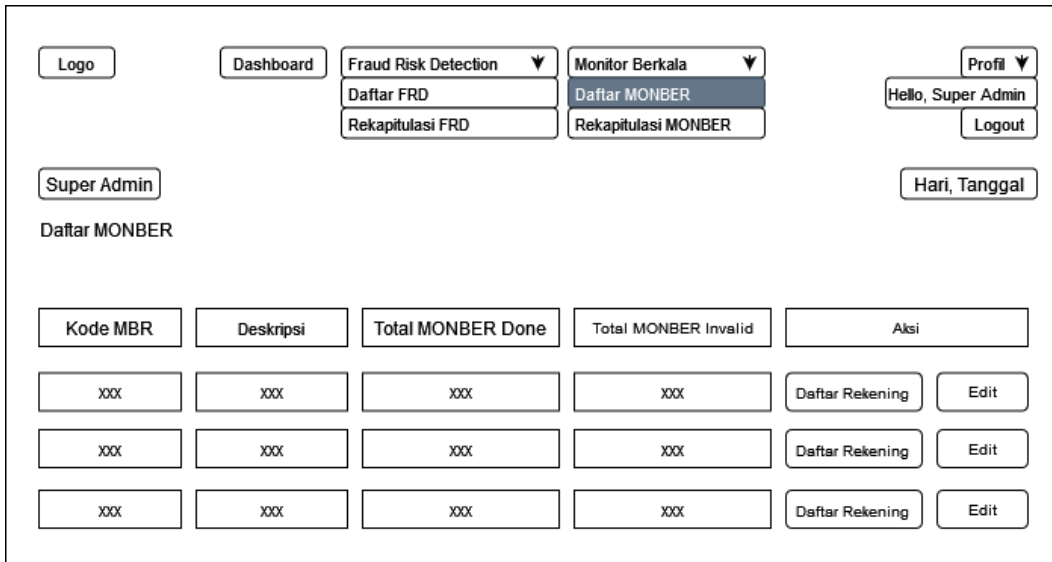 Logo
Dashboard
Fraud Risk Detection
Monitor Berkala
Profil
Daftar FRD
Daftar MONBER
Hello, Super Admin
Rekapitulasi FRD
Rekapitulasi MONBER
Logout
Super Admin
Hari, Tanggal
Daftar MONBER
Kode MBR
Deskripsi
Total MONBER Done
Total MONBER Invalid
Aksi
XXX
XXX
XXX
XXX
Daftar Rekening
Edit
XXX
XXX
XXX
XXX
Daftar Rekening
Edit
XXX
XXX
XXX
XXX
Daftar Rekening
Edit